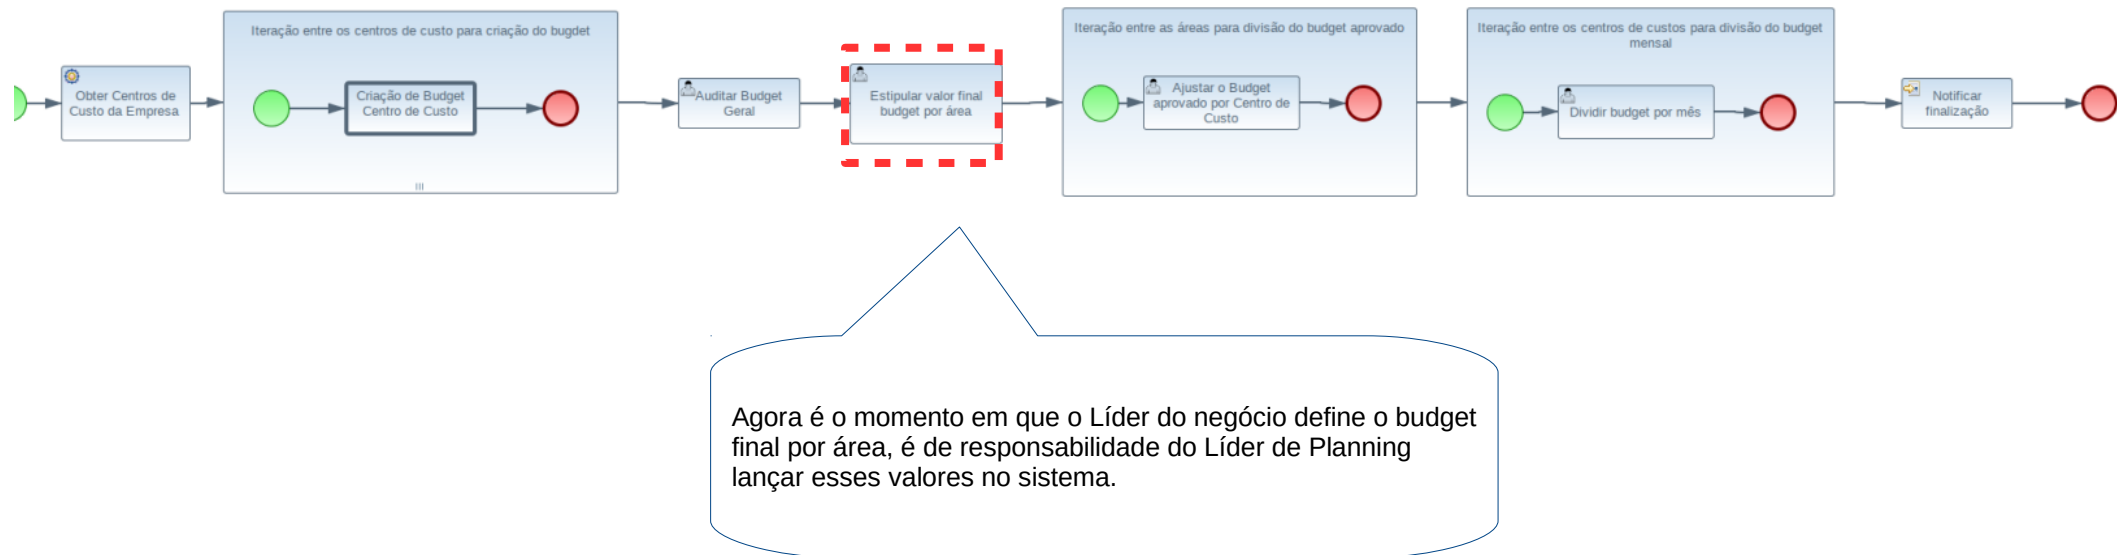 Iteração entre os centros de custo para criação do bugdet
Iteração entre as áreas para divisão do budget aprovado
Iteração entre os centros de custos para divisão do budget
mensal
Obter Centros de
Custo da Empresa
Criação de Budget
Centro de Custo
Auditar Budget
Geral
Estipular valor final
budget por área
Ajustar o Budget
aprovado por Centro de
Custo
Dividir budget por mês
Notificar
finalização
Agora é o momento em que o Líder do negócio define o budget
final por área, é de responsabilidade do Líder de Planning
lançar esses valores no sistema.